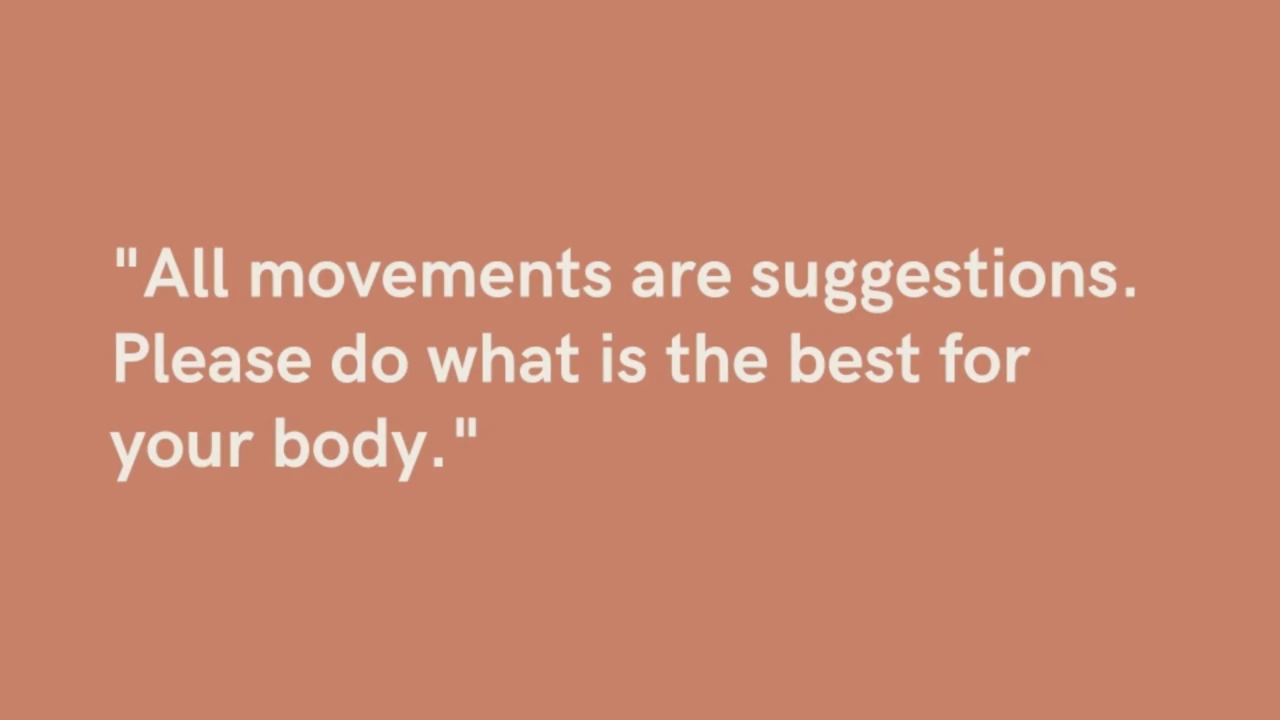 "All movements are suggestions.
Please do what is the best for
your body."